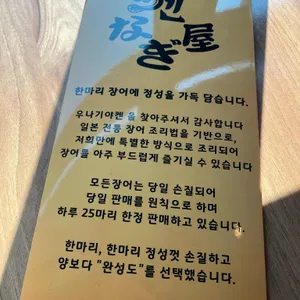 なぎ屋
한마리 장어에 정성을 가득 담습니다.
우나기야켄 을 찾아주셔서 감사합니다
일본 전통 장어 조리법을 기반으로,
저희만에 특별한 방식으로 조리되어
장어를 아주 부드럽게 즐기실 수 있습니다
모든장어는 당일 손질되어
당일 판매를 원칙으로 하며
하루 25마리 한정 판매하고 있습니다.
한마리, 한마리 정성껏 손질하고
양보다 "완성도"를 선택했습니다.